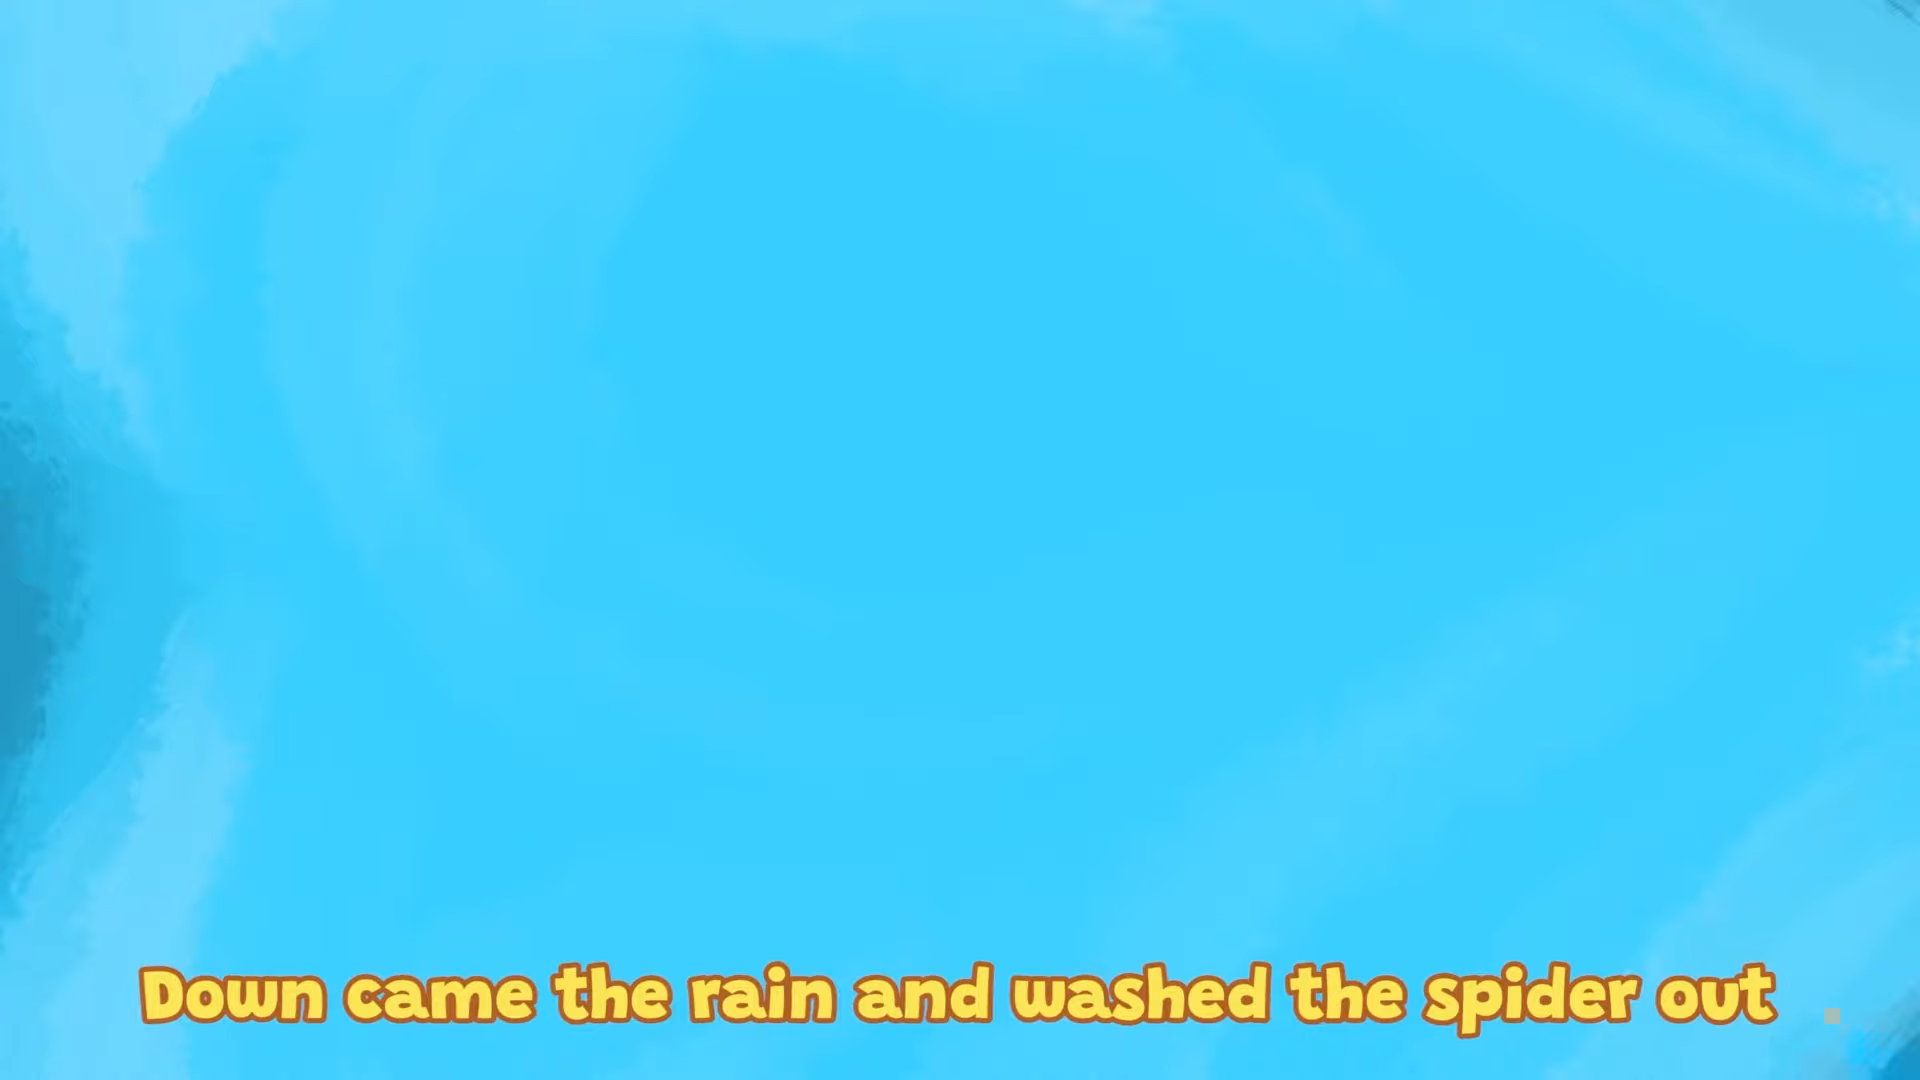 Down came the rain and washed the spider out